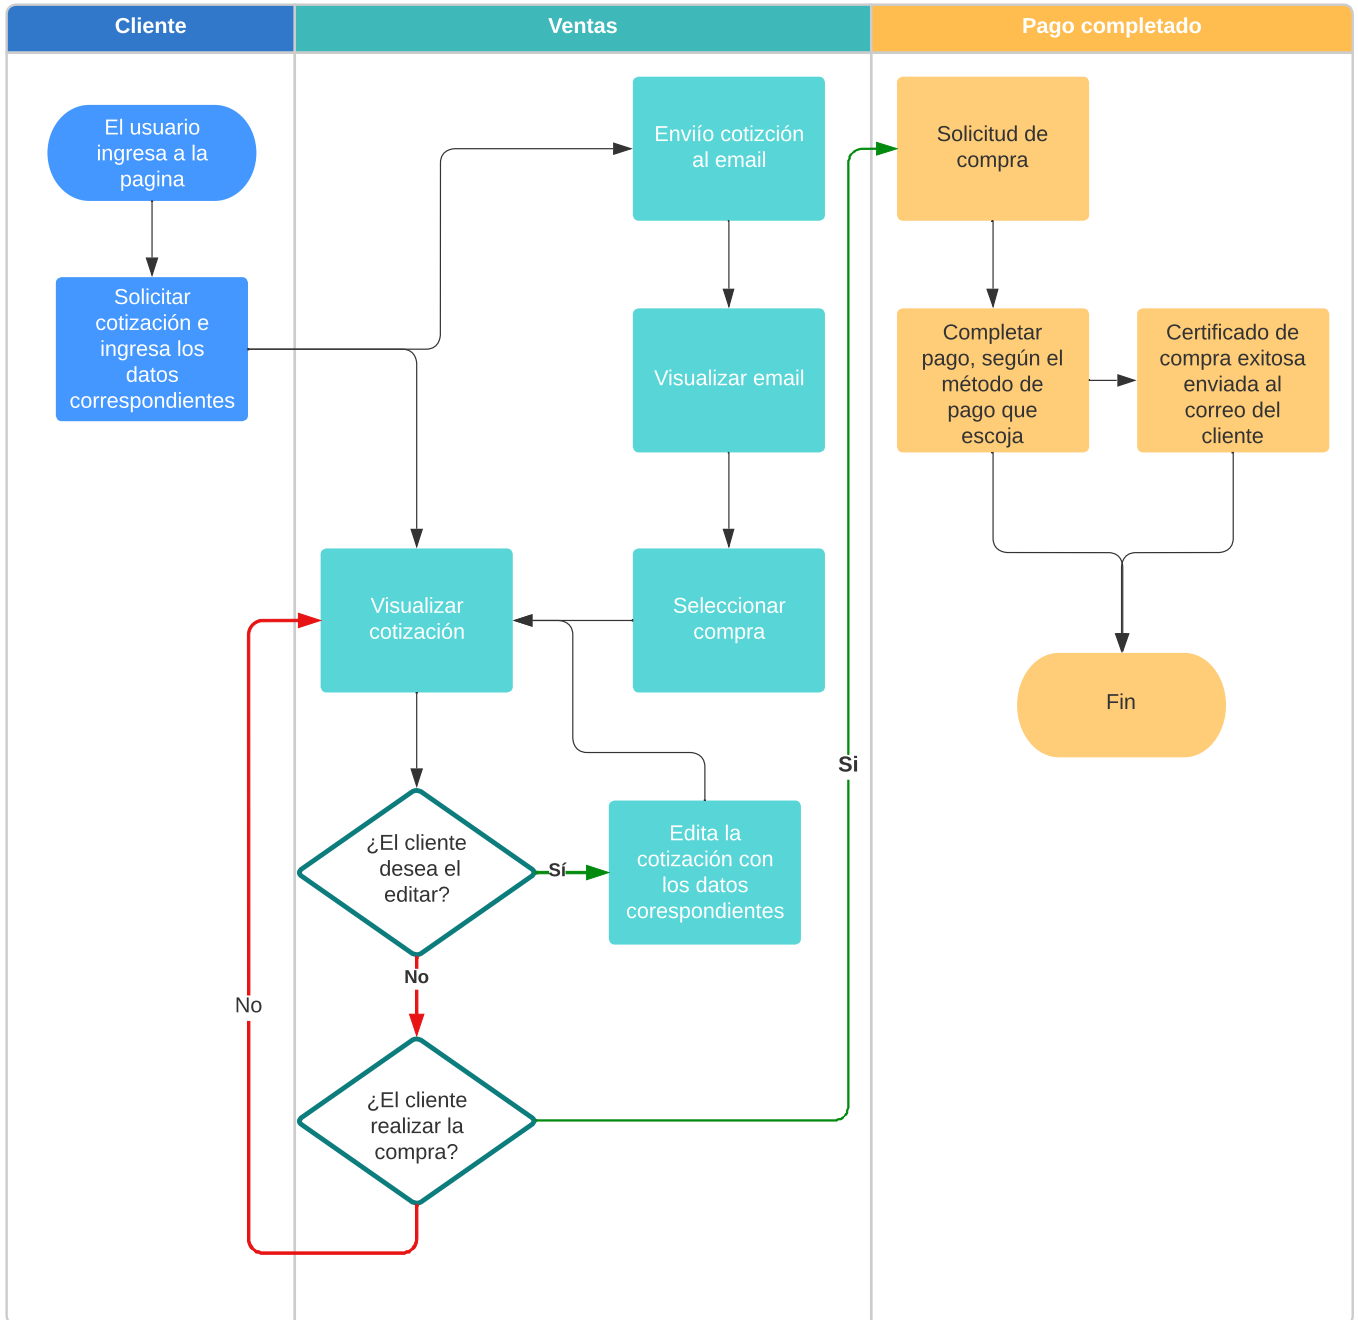 Cliente
Ventas
Pago completado
El usuario
ingresa a la
pagina
Solicitar
cotización e
ingresa los
datos
correspondientes
Enviío cotizción
al email
Visualizar email
Visualizar
cotización
Seleccionar
compra
¿El cliente
desea el
editar?
Sí
Edita la
cotización con
los datos
corespondientes
No
No
¿El cliente
realizar la
compra?
Si
Solicitud de
compra
Completar
pago, según el
método de
pago que
escoja
Certificado de
compra exitosa
enviada al
correo del
cliente
Fin